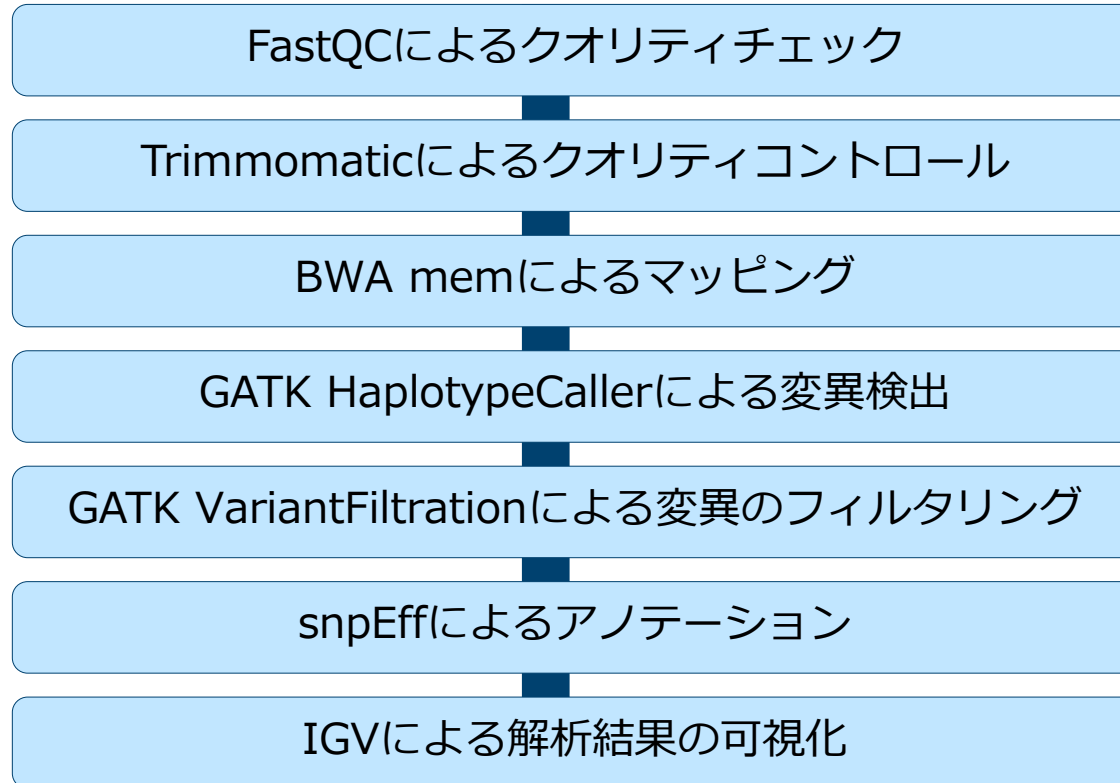 FastQCによるクオリティチェック
Trimmomaticによるクオリティコントロール
BWA memによるマッピング
GATK HaplotypeCallerによる変異検出
GATK VariantFiltrationによる変異のフィルタリング
snpEffによるアノテーション
IGVによる解析結果の可視化